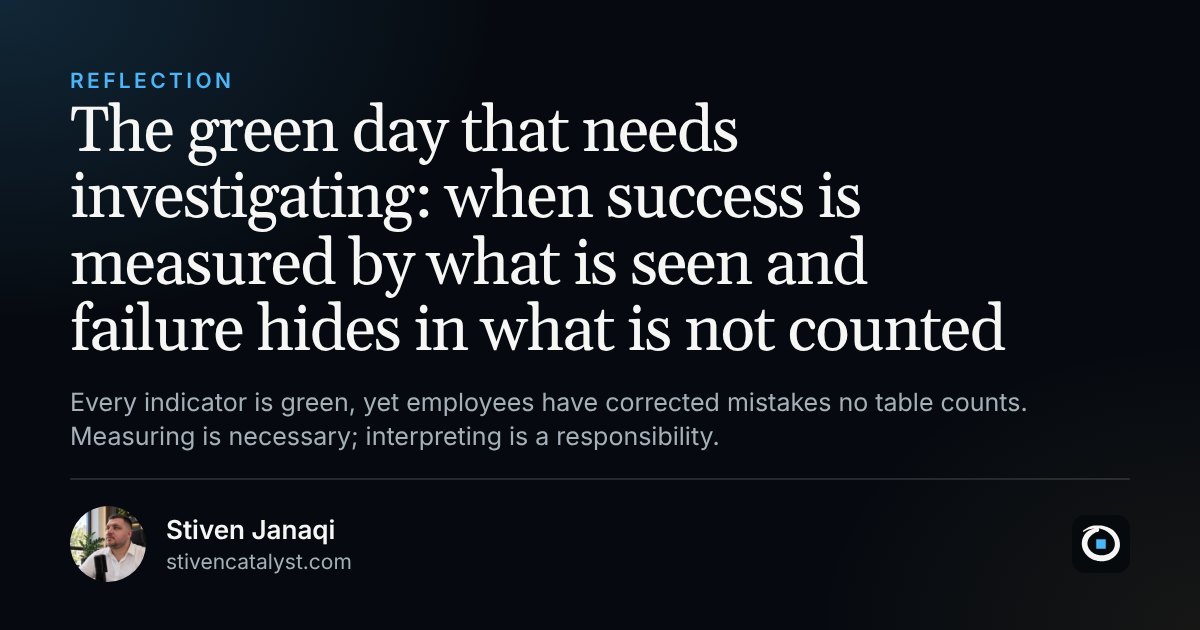 REFLECTION
The green day that needs
investigating: when success is
measured by what is seen and
failure hides in what is not counted
Every indicator is green, yet employees have corrected mistakes no table counts.
Measuring is necessary; interpreting is a responsibility.
Stiven Janaqi
stivencatalyst.com